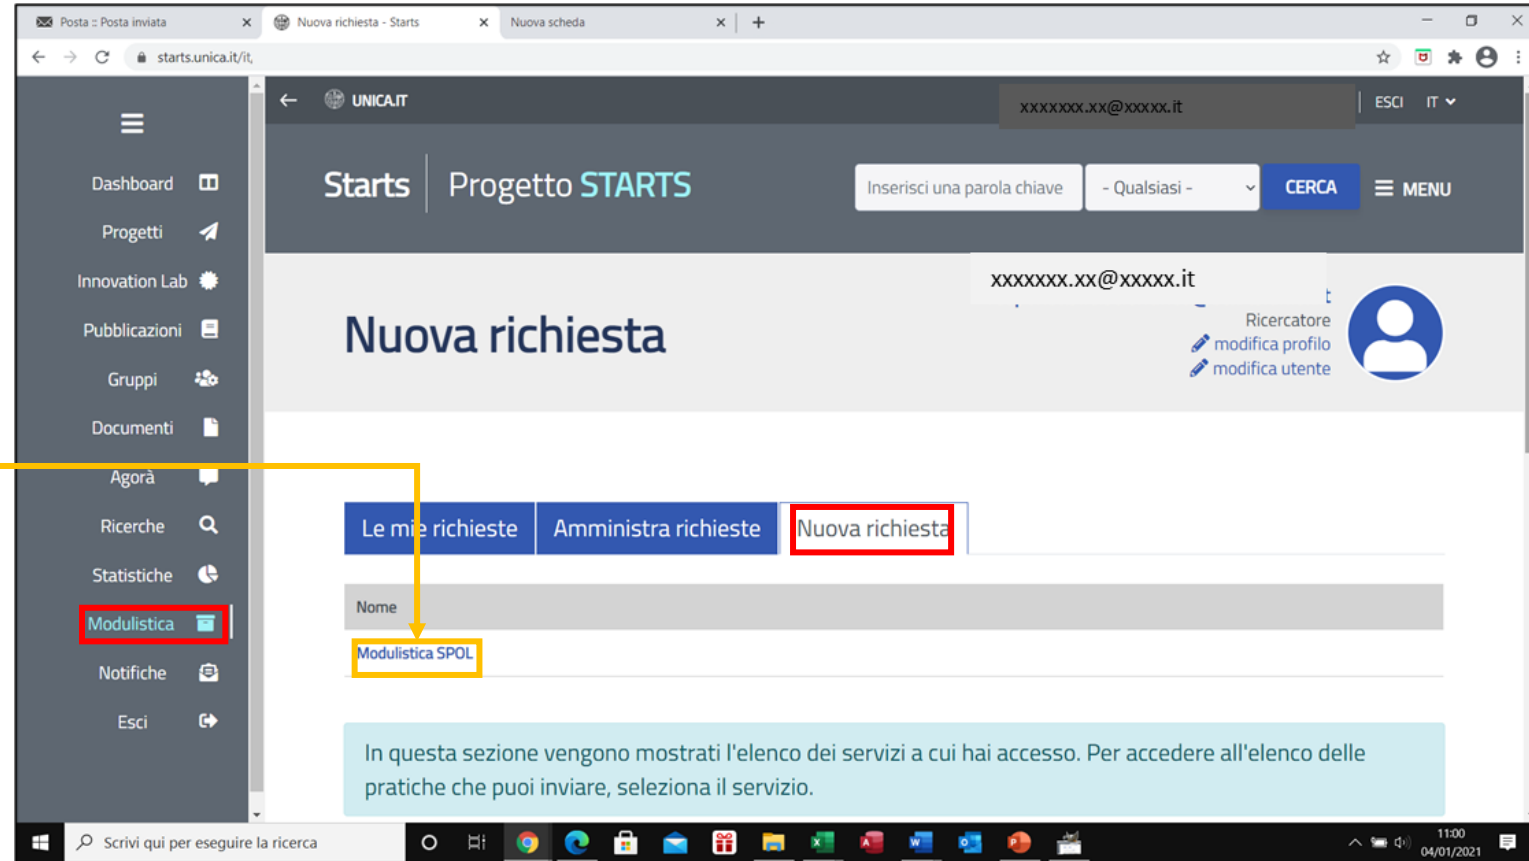 Posta :: Posta inviata
Nuova richiesta - Starts
Nuova scheda
starts.unica.it/it,
UNICA.IT
xxxxxxx.xx@xxxxx.it
ESCI
IT
Dashboard
Progetti
Innovation Lab
Pubblicazioni
Gruppi
Documenti
Agorà
Ricerche
Statistiche
Modulistica
Notifiche
Esci
Starts
Progetto STARTS
Inserisci una parola chiave
- Qualsiasi -
CERCA
MENU
xxxxxxx.xx@xxxxx.it
Nuova richiesta
Ricercatore
modifica profilo
modifica utente
Le mie richieste
Amministra richieste
Nuova richiesta
Nome
Modulistica SPOL
In questa sezione vengono mostrati l'elenco dei servizi a cui hai accesso. Per accedere all'elenco delle
pratiche che puoi inviare, seleziona il servizio.
Scrivi qui per eseguire la ricerca
11:00
04/01/2021